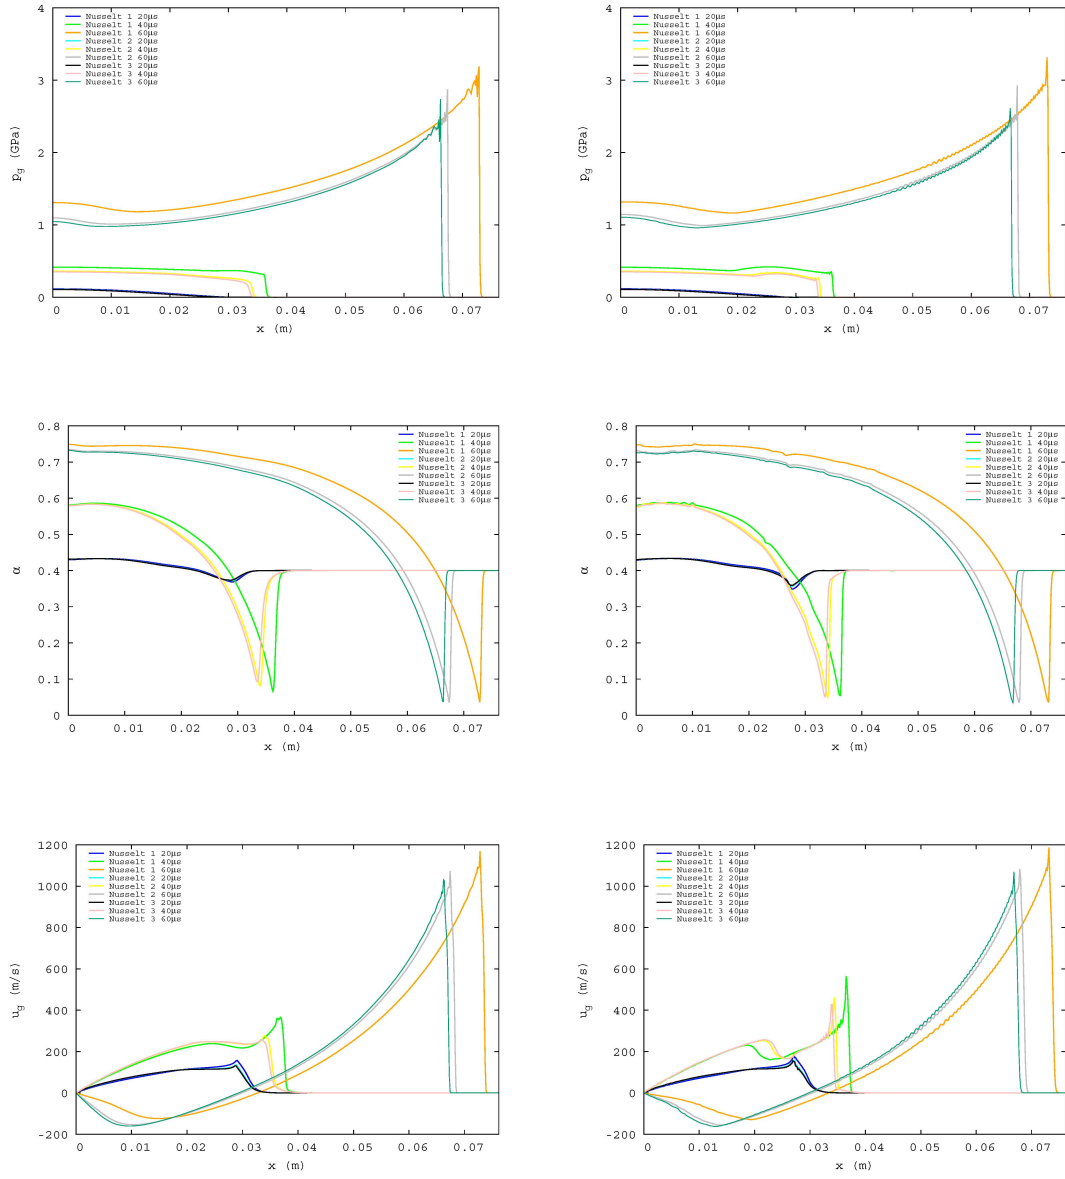 Nusselt 1 20μs
Nusselt 1 40μs
Nusselt 1 60μs
Nusselt 2 20μs
Nusselt 2 40μs
Nusselt 2 60μs
Nusselt 3 20μs
Nusselt 3 40μs
Nusselt 3 60μs
4
3
2
1
0
p_g (GPa)
0 0.01 0.02 0.03 0.04 0.05 0.06 0.07
x (m)
Nusselt 1 20μs
Nusselt 1 40μs
Nusselt 1 60μs
Nusselt 2 20μs
Nusselt 2 40μs
Nusselt 2 60μs
Nusselt 3 20μs
Nusselt 3 40μs
Nusselt 3 60μs
4
3
2
1
0
p_g (GPa)
0 0.01 0.02 0.03 0.04 0.05 0.06 0.07
x (m)
Nusselt 1 20μs
Nusselt 1 40μs
Nusselt 1 60μs
Nusselt 2 20μs
Nusselt 2 40μs
Nusselt 2 60μs
Nusselt 3 20μs
Nusselt 3 40μs
Nusselt 3 60μs
0.8
0.7
0.6
0.5
0.4
0.3
0.2
0.1
0
α
0 0.01 0.02 0.03 0.04 0.05 0.06 0.07
x (m)
Nusselt 1 20μs
Nusselt 1 40μs
Nusselt 1 60μs
Nusselt 2 20μs
Nusselt 2 40μs
Nusselt 2 60μs
Nusselt 3 20μs
Nusselt 3 40μs
Nusselt 3 60μs
0.8
0.7
0.6
0.5
0.4
0.3
0.2
0.1
0
α
0 0.01 0.02 0.03 0.04 0.05 0.06 0.07
x (m)
Nusselt 1 20μs
Nusselt 1 40μs
Nusselt 1 60μs
Nusselt 2 20μs
Nusselt 2 40μs
Nusselt 2 60μs
Nusselt 3 20μs
Nusselt 3 40μs
Nusselt 3 60μs
1200
1000
800
600
400
200
0
-200
u_g (m/s)
0 0.01 0.02 0.03 0.04 0.05 0.06 0.07
x (m)
Nusselt 1 20μs
Nusselt 1 40μs
Nusselt 1 60μs
Nusselt 2 20μs
Nusselt 2 40μs
Nusselt 2 60μs
Nusselt 3 20μs
Nusselt 3 40μs
Nusselt 3 60μs
1200
1000
800
600
400
200
0
-200
u_g (m/s)
0 0.01 0.02 0.03 0.04 0.05 0.06 0.07
x (m)